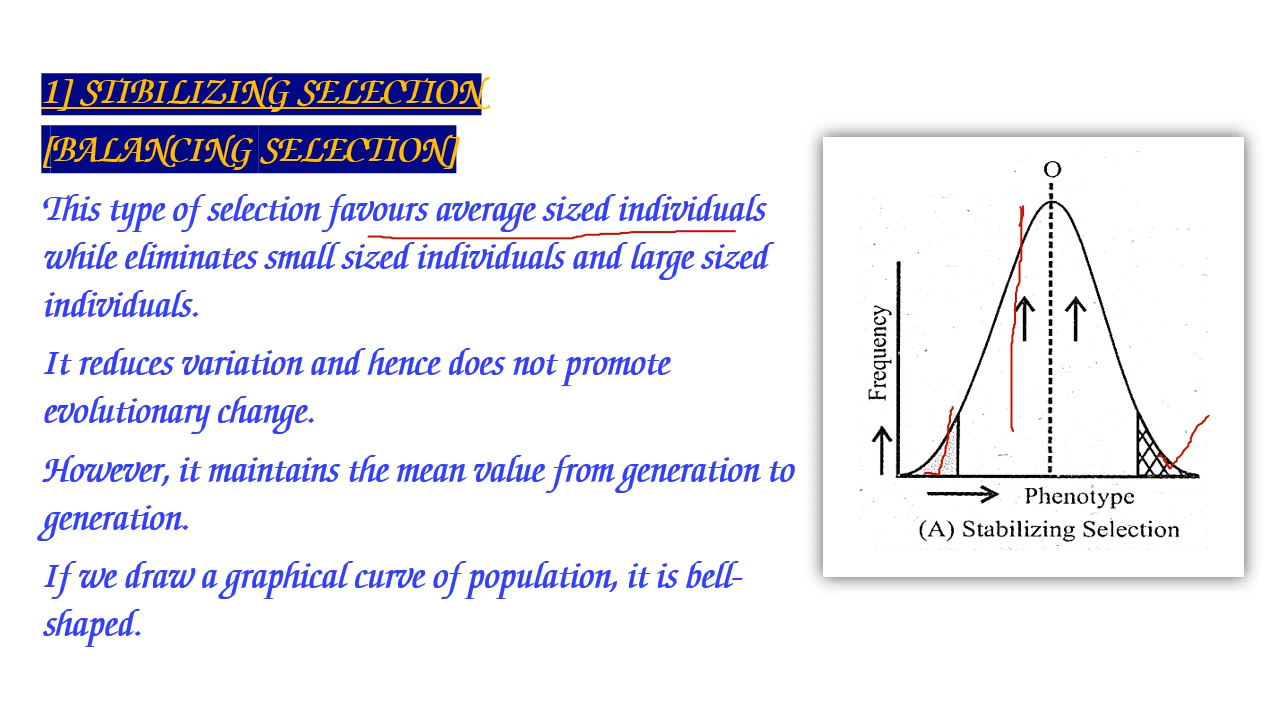 1] STIBILIZING SELECTION
[BALANCING SELECTION]
This type of selection favours average sized individuals
while eliminates small sized individuals and large sized
individuals.
It reduces variation and hence does not promote
evolutionary change.
However, it maintains the mean value from generation to
generation.
If we draw a graphical curve of population, it is bell-
shaped.
O
Frequency
Phenotype
(A) Stabilizing Selection